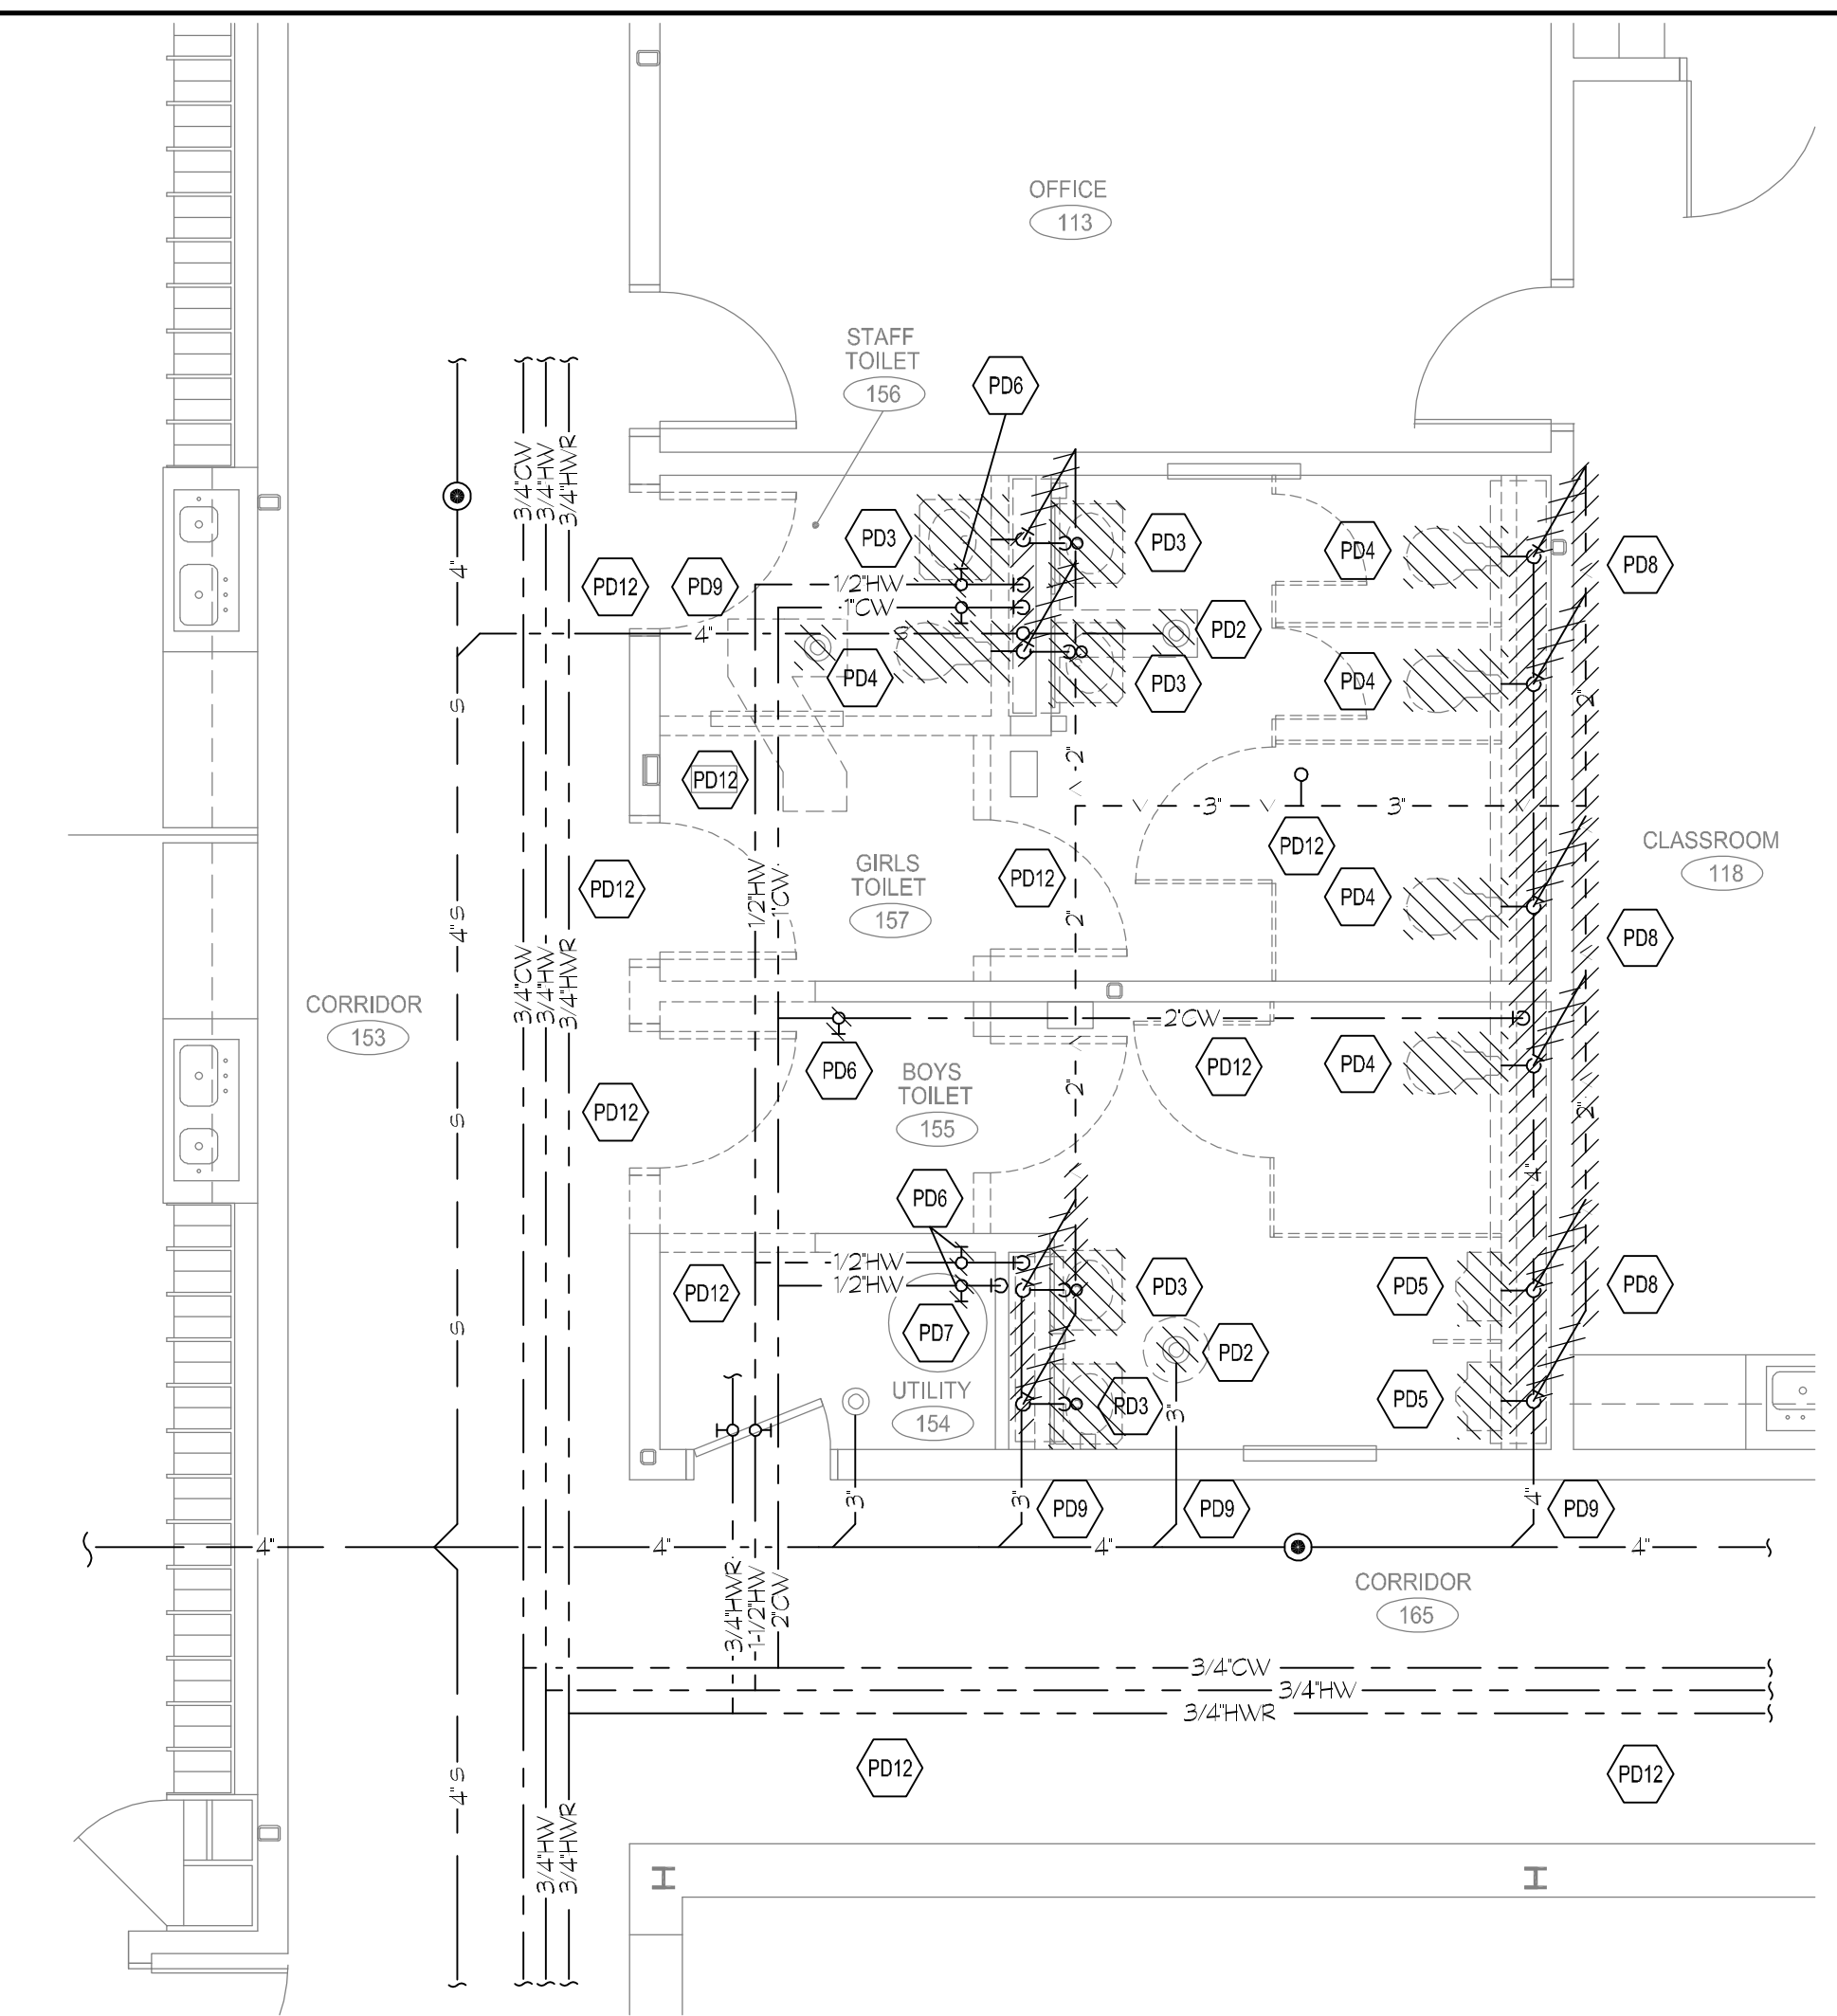 OFFICE
113
STAFF
TOILET
156
PD6
3/4"CW
3/4"HW
3/4"HWR
PD3
PD3
PD4
PD8
4"
PD12
PD9
1/2"HW
1"CW
4"
3"
PD2
PD4
PD3
PD4
S
2"
2"
PD12
3"
3"
PD12
CLASSROOM
118
GIRLS
TOILET
157
PD12
PD12
1/2"HW
1"CW
PD4
2"
4"S
3/4"CW
3/4"HW
3/4"HWR
PD8
CORRIDOR
153
2"CW
PD6
BOYS
TOILET
155
PD12
PD4
2"
2"
PD12
S
4"
PD6
1/2"HW
1/2"HW
PD12
PD3
PD5
PD8
PD7
PD2
S
UTILITY
154
PD3
3"
PD5
3"
3"
PD9
PD9
4"
PD9
4"
4"
4"
4"
3/4"HWR
1-1/2"HW
2"CW
CORRIDOR
165
3/4"CW
3/4"HW
3/4"HWR
4"S
PD12
PD12
3/4"HW
3/4"HWR